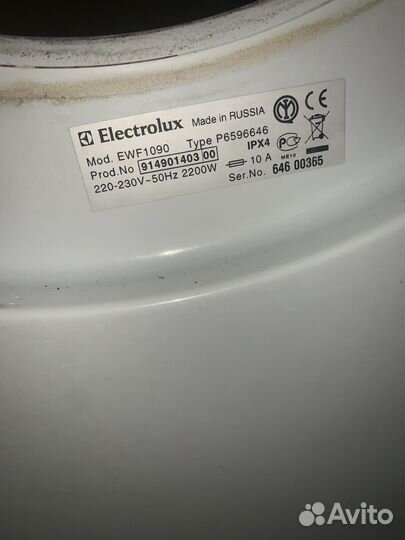 Electrolux Made in RUSSIA
Mod. EWF1090 Type P6596646
Prod.No 914901403 00 IPX4
220-230V~50Hz 2200W 10 A
Ser.No. 646 00365
CE
ME10
Avito